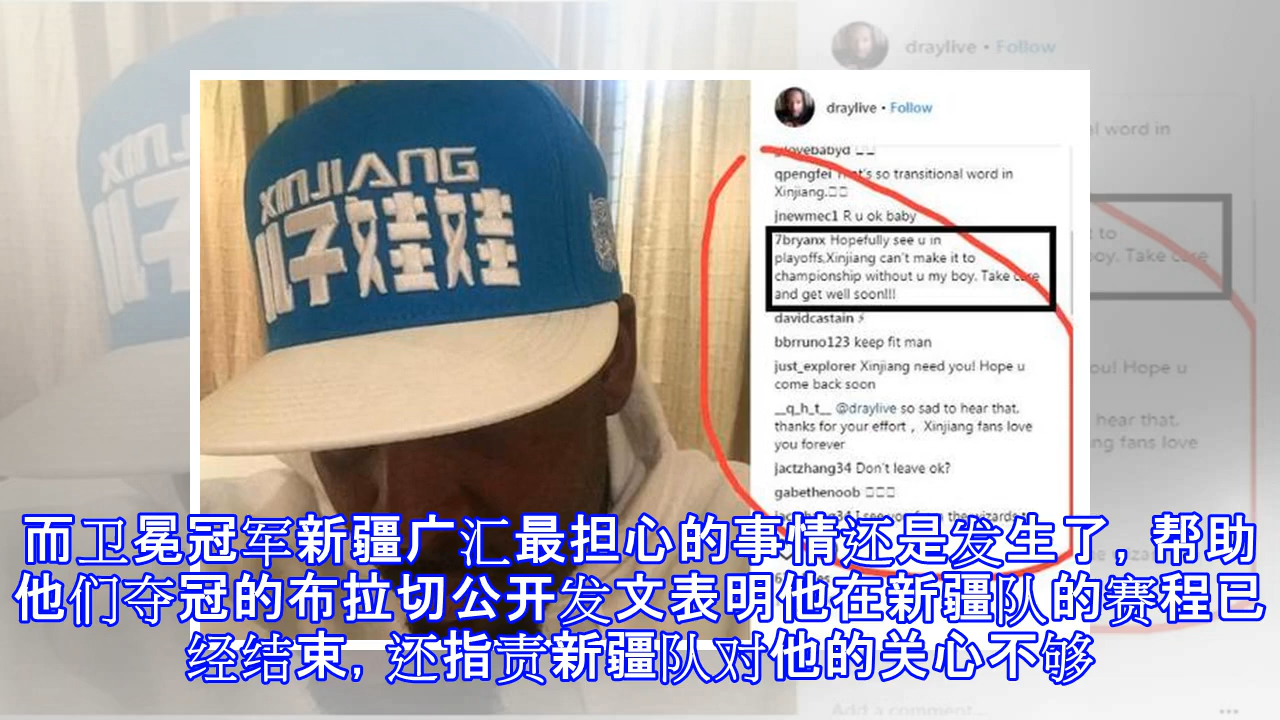 XINJIANG
儿子娃娃
draylive • Follow
draylive • Follow
qpengfei That's so transitional word in
Xinjiang.
jnewmec1 R u ok baby
7bryanx Hopefully see u in
playoffs,Xinjiang can't make it to
championship without u my boy. Take care
and get well soon!!!
davidcastain ⚡
bbrruno123 keep fit man
just_explorer Xinjiang need you! Hope u
come back soon
__q_h_t__ @draylive so sad to hear that.
thanks for your effort， Xinjiang fans love
you forever
jactzhang34 Don't leave ok?
gabethenoob
而卫冕冠军新疆广汇最担心的事情还是发生了，帮助
他们夺冠的布拉切公开发文表明他在新疆队的赛程已
经结束，还指责新疆队对他的关心不够
Add a comment...